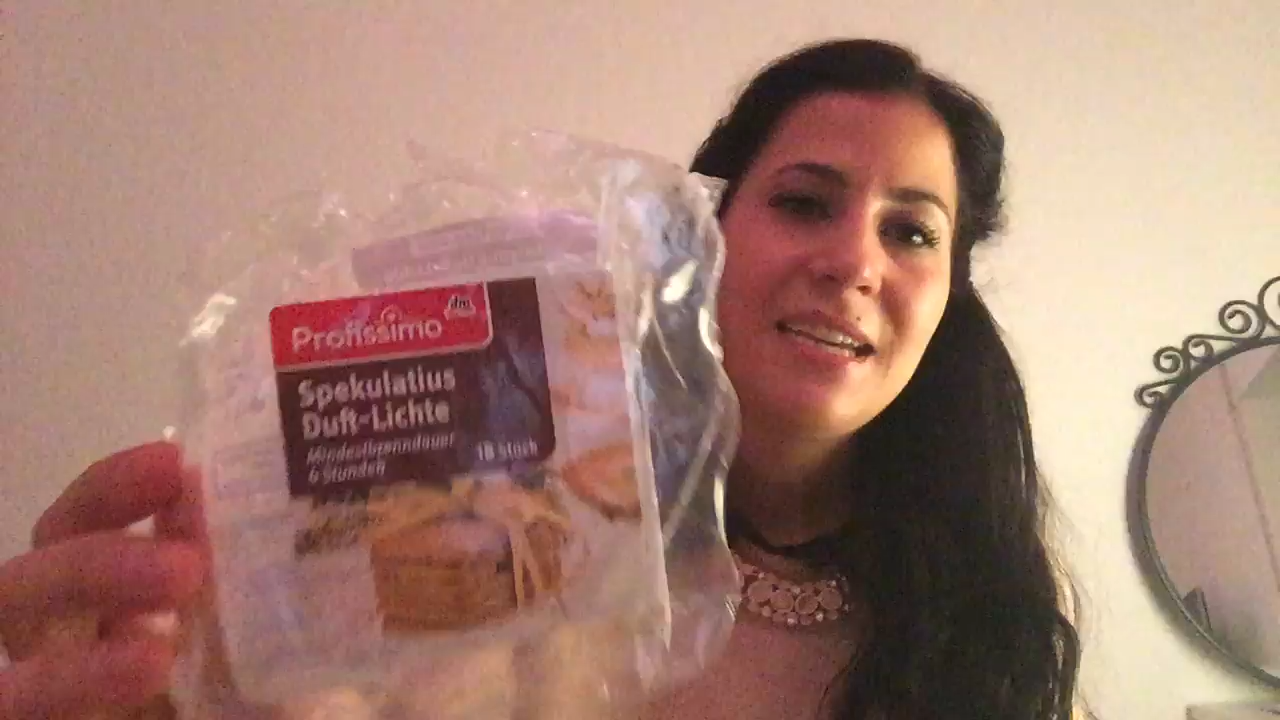 dm
Profissimo
Spekulatius
Duft-Lichte
Mindestbrenndauer
6 Stunden
18 Stück